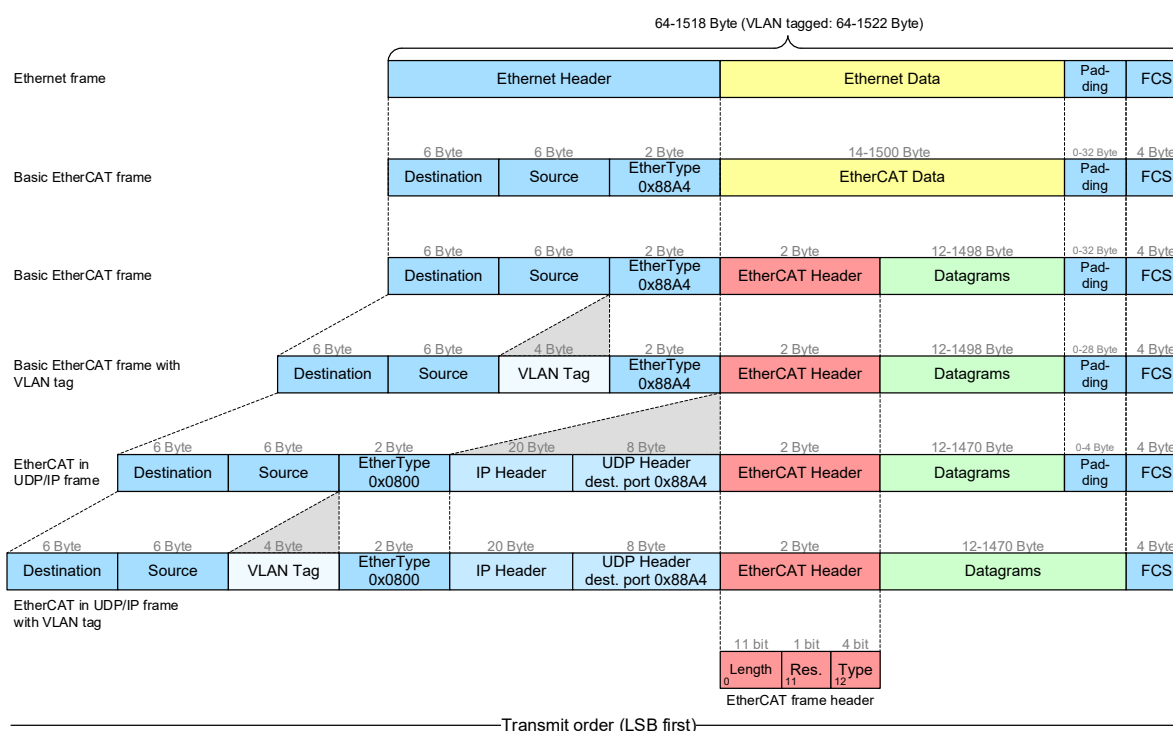 64-1518 Byte (VLAN tagged: 64-1522 Byte)
Ethernet frame
Ethernet Header
Ethernet Data
Pad-
ding
FCS
6 Byte
6 Byte
2 Byte
14-1500 Byte
0-32 Byte
4 Byte
Basic EtherCAT frame
Destination
Source
EtherType
0x88A4
EtherCAT Data
Pad-
ding
FCS
6 Byte
6 Byte
2 Byte
2 Byte
12-1498 Byte
0-32 Byte
4 Byte
Basic EtherCAT frame
Destination
Source
EtherType
0x88A4
EtherCAT Header
Datagrams
Pad-
ding
FCS
6 Byte
6 Byte
4 Byte
2 Byte
2 Byte
12-1498 Byte
0-28 Byte
4 Byte
Basic EtherCAT frame with
VLAN tag
Destination
Source
VLAN Tag
EtherType
0x88A4
EtherCAT Header
Datagrams
Pad-
ding
FCS
6 Byte
6 Byte
2 Byte
20 Byte
8 Byte
2 Byte
12-1470 Byte
0-4 Byte
4 Byte
EtherCAT in
UDP/IP frame
Destination
Source
EtherType
0x0800
IP Header
UDP Header
dest. port 0x88A4
EtherCAT Header
Datagrams
Pad-
ding
FCS
6 Byte
6 Byte
4 Byte
2 Byte
20 Byte
8 Byte
2 Byte
12-1470 Byte
4 Byte
Destination
Source
VLAN Tag
EtherType
0x0800
IP Header
UDP Header
dest. port 0x88A4
EtherCAT Header
Datagrams
FCS
EtherCAT in UDP/IP frame
with VLAN tag
11 bit
1 bit
4 bit
Length
Res.
Type
0
11
12
EtherCAT frame header
Transmit order (LSB first)